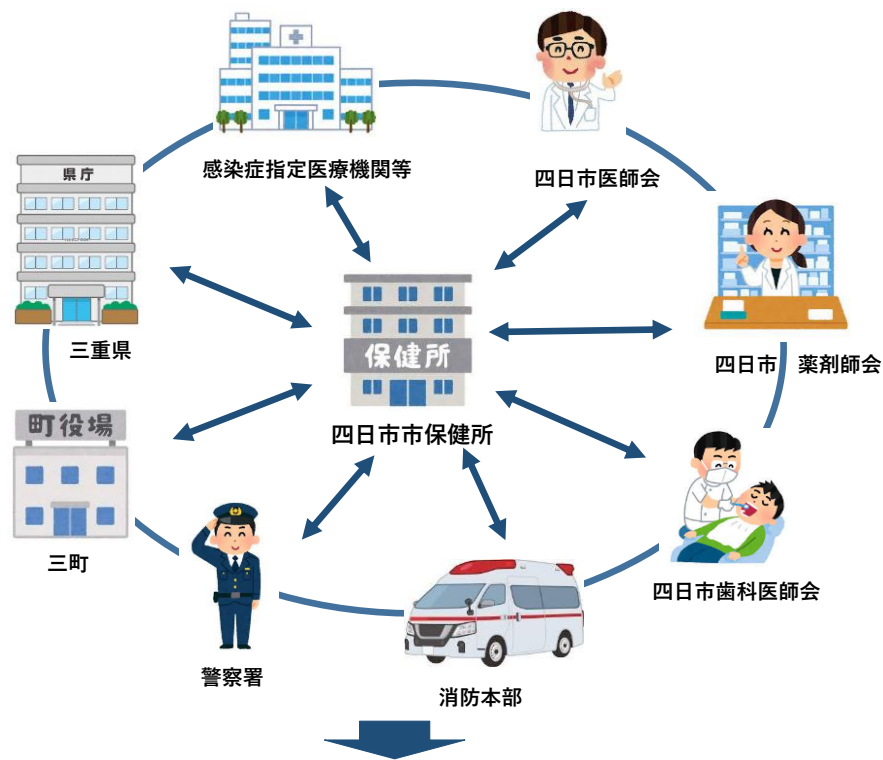 感染症指定医療機関等
四日市医師会
県庁
三重県
保健所
四日市市保健所
四日市 薬剤師会
町役場
三町
四日市歯科医師会
警察署
消防本部